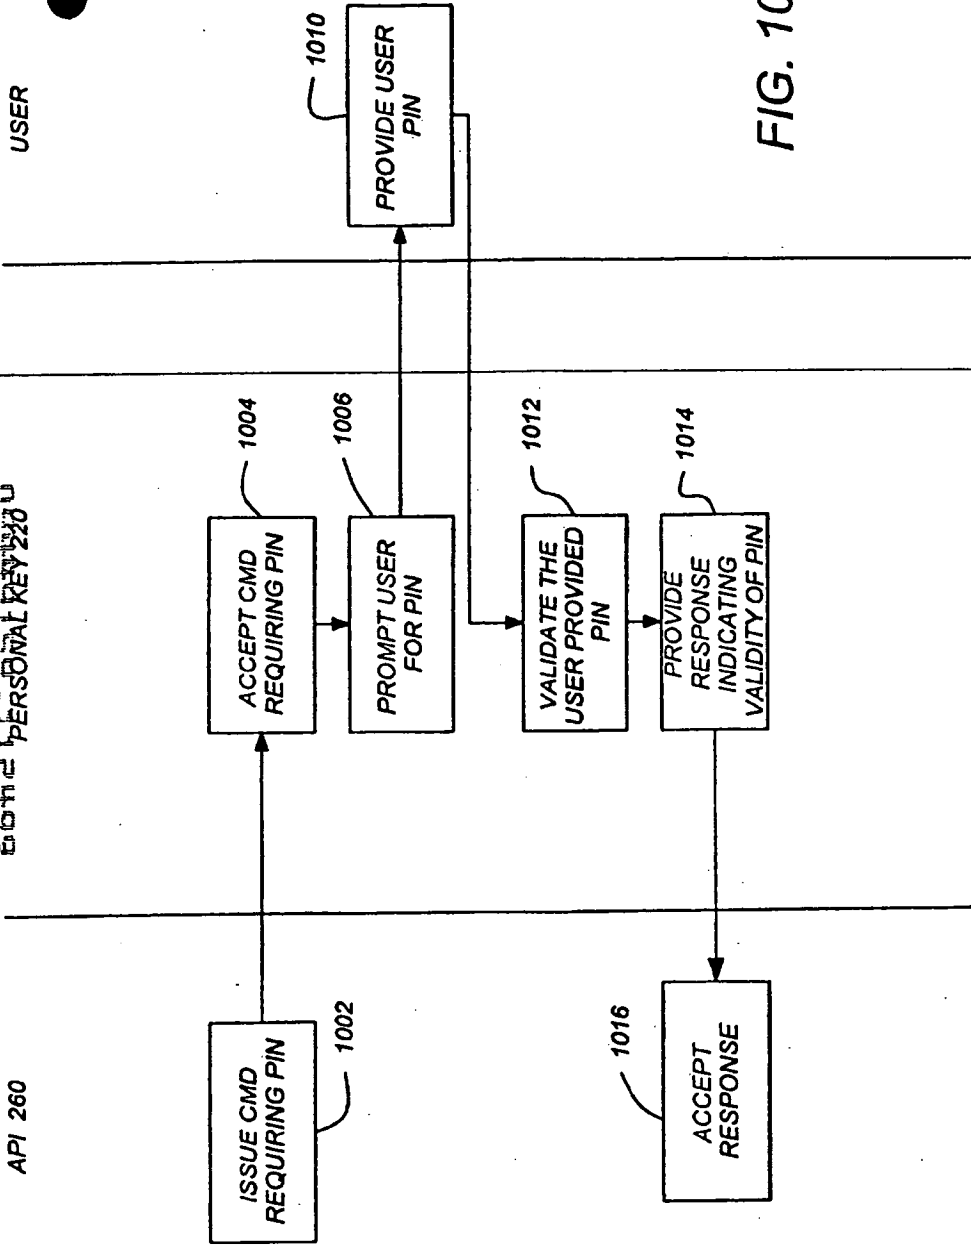 API 260
PERSONAL KEY 220
USER
ISSUE CMD
REQUIRING PIN
1002
ACCEPT CMD
REQUIRING PIN
1004
PROMPT USER
FOR PIN
1006
PROVIDE USER
PIN
1010
VALIDATE THE
USER PROVIDED
PIN
1012
PROVIDE
RESPONSE
INDICATING
VALIDITY OF PIN
1014
ACCEPT
RESPONSE
1016
FIG. 10